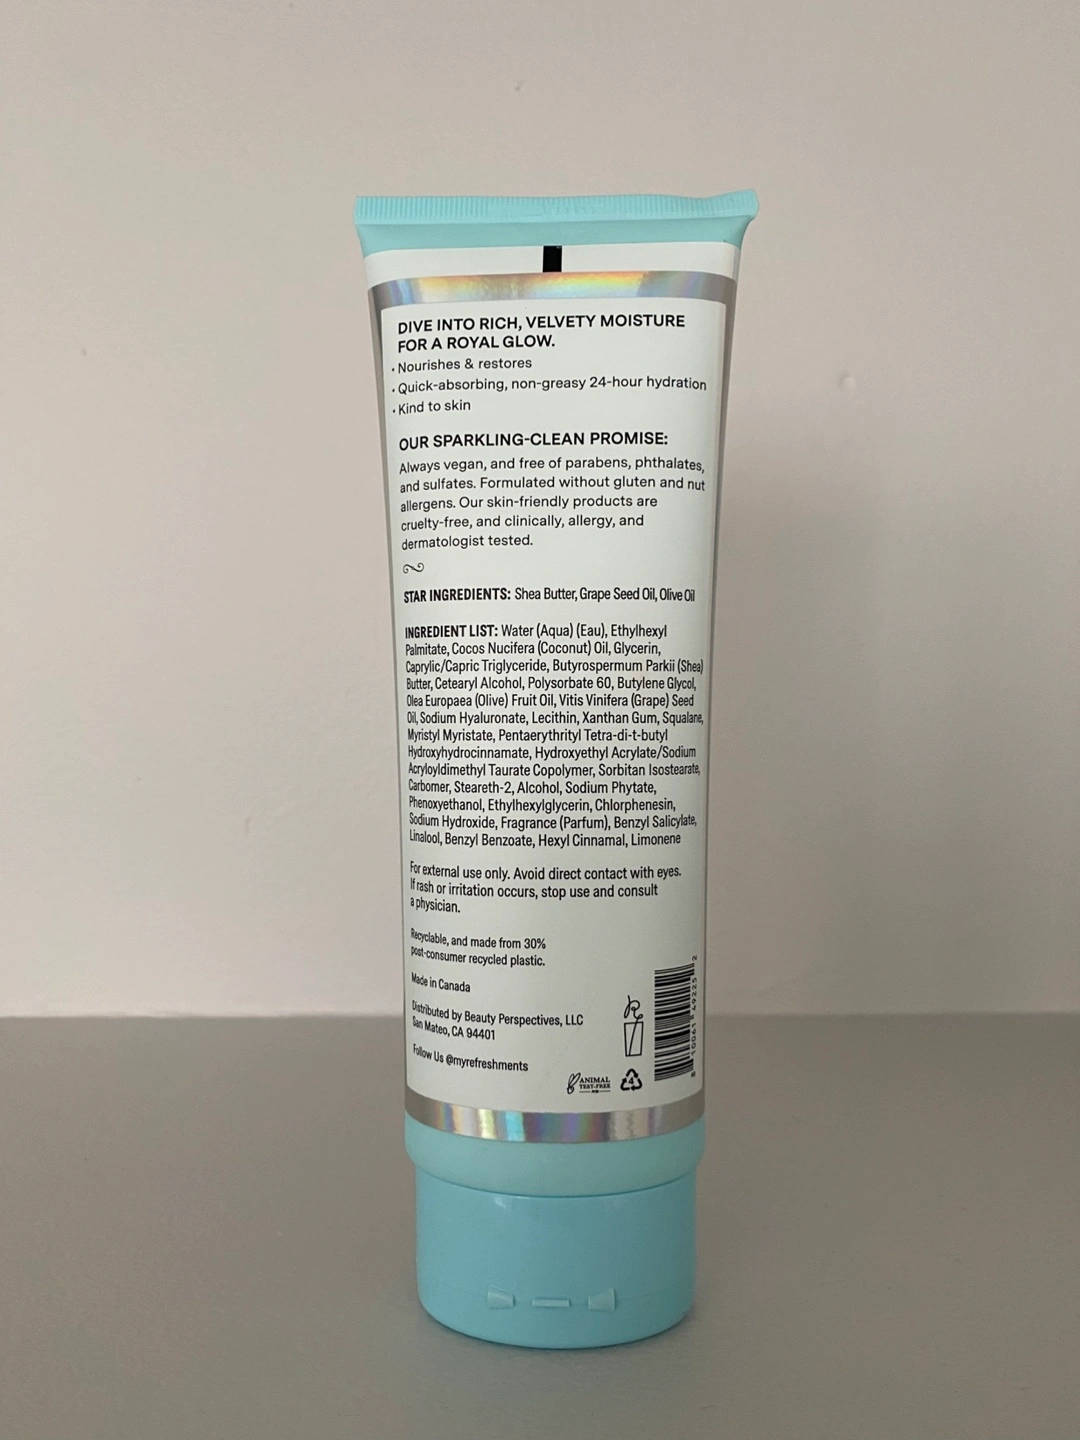 DIVE INTO RICH, VELVETY MOISTURE
FOR A ROYAL GLOW.
• Nourishes & restores
• Quick-absorbing, non-greasy 24-hour hydration
• Kind to skin
OUR SPARKLING-CLEAN PROMISE:
Always vegan, and free of parabens, phthalates,
and sulfates. Formulated without gluten and nut
allergens. Our skin-friendly products are
cruelty-free, and clinically, allergy, and
dermatologist tested.
STAR INGREDIENTS: Shea Butter, Grape Seed Oil, Olive Oil
INGREDIENT LIST: Water (Aqua) (Eau), Ethylhexyl
Palmitate, Cocos Nucifera (Coconut) Oil, Glycerin,
Caprylic/Capric Triglyceride, Butyrospermum Parkii (Shea)
Butter, Cetearyl Alcohol, Polysorbate 60, Butylene Glycol,
Olea Europaea (Olive) Fruit Oil, Vitis Vinifera (Grape) Seed
Oil, Sodium Hyaluronate, Lecithin, Xanthan Gum, Squalane,
Myristyl Myristate, Pentaerythrityl Tetra-di-t-butyl
Hydroxyhydrocinnamate, Hydroxyethyl Acrylate/Sodium
Acryloyldimethyl Taurate Copolymer, Sorbitan Isostearate,
Carbomer, Steareth-2, Alcohol, Sodium Phytate,
Phenoxyethanol, Ethylhexylglycerin, Chlorphenesin,
Sodium Hydroxide, Fragrance (Parfum), Benzyl Salicylate,
Linalool, Benzyl Benzoate, Hexyl Cinnamal, Limonene
For external use only. Avoid direct contact with eyes.
If rash or irritation occurs, stop use and consult
a physician.
Recyclable, and made from 30%
post-consumer recycled plastic.
Made in Canada
Distributed by Beauty Perspectives, LLC
San Mateo, CA 94401
Follow Us @myrefreshments
ANIMAL
TEST-FREE
4
8 10061 49225 2